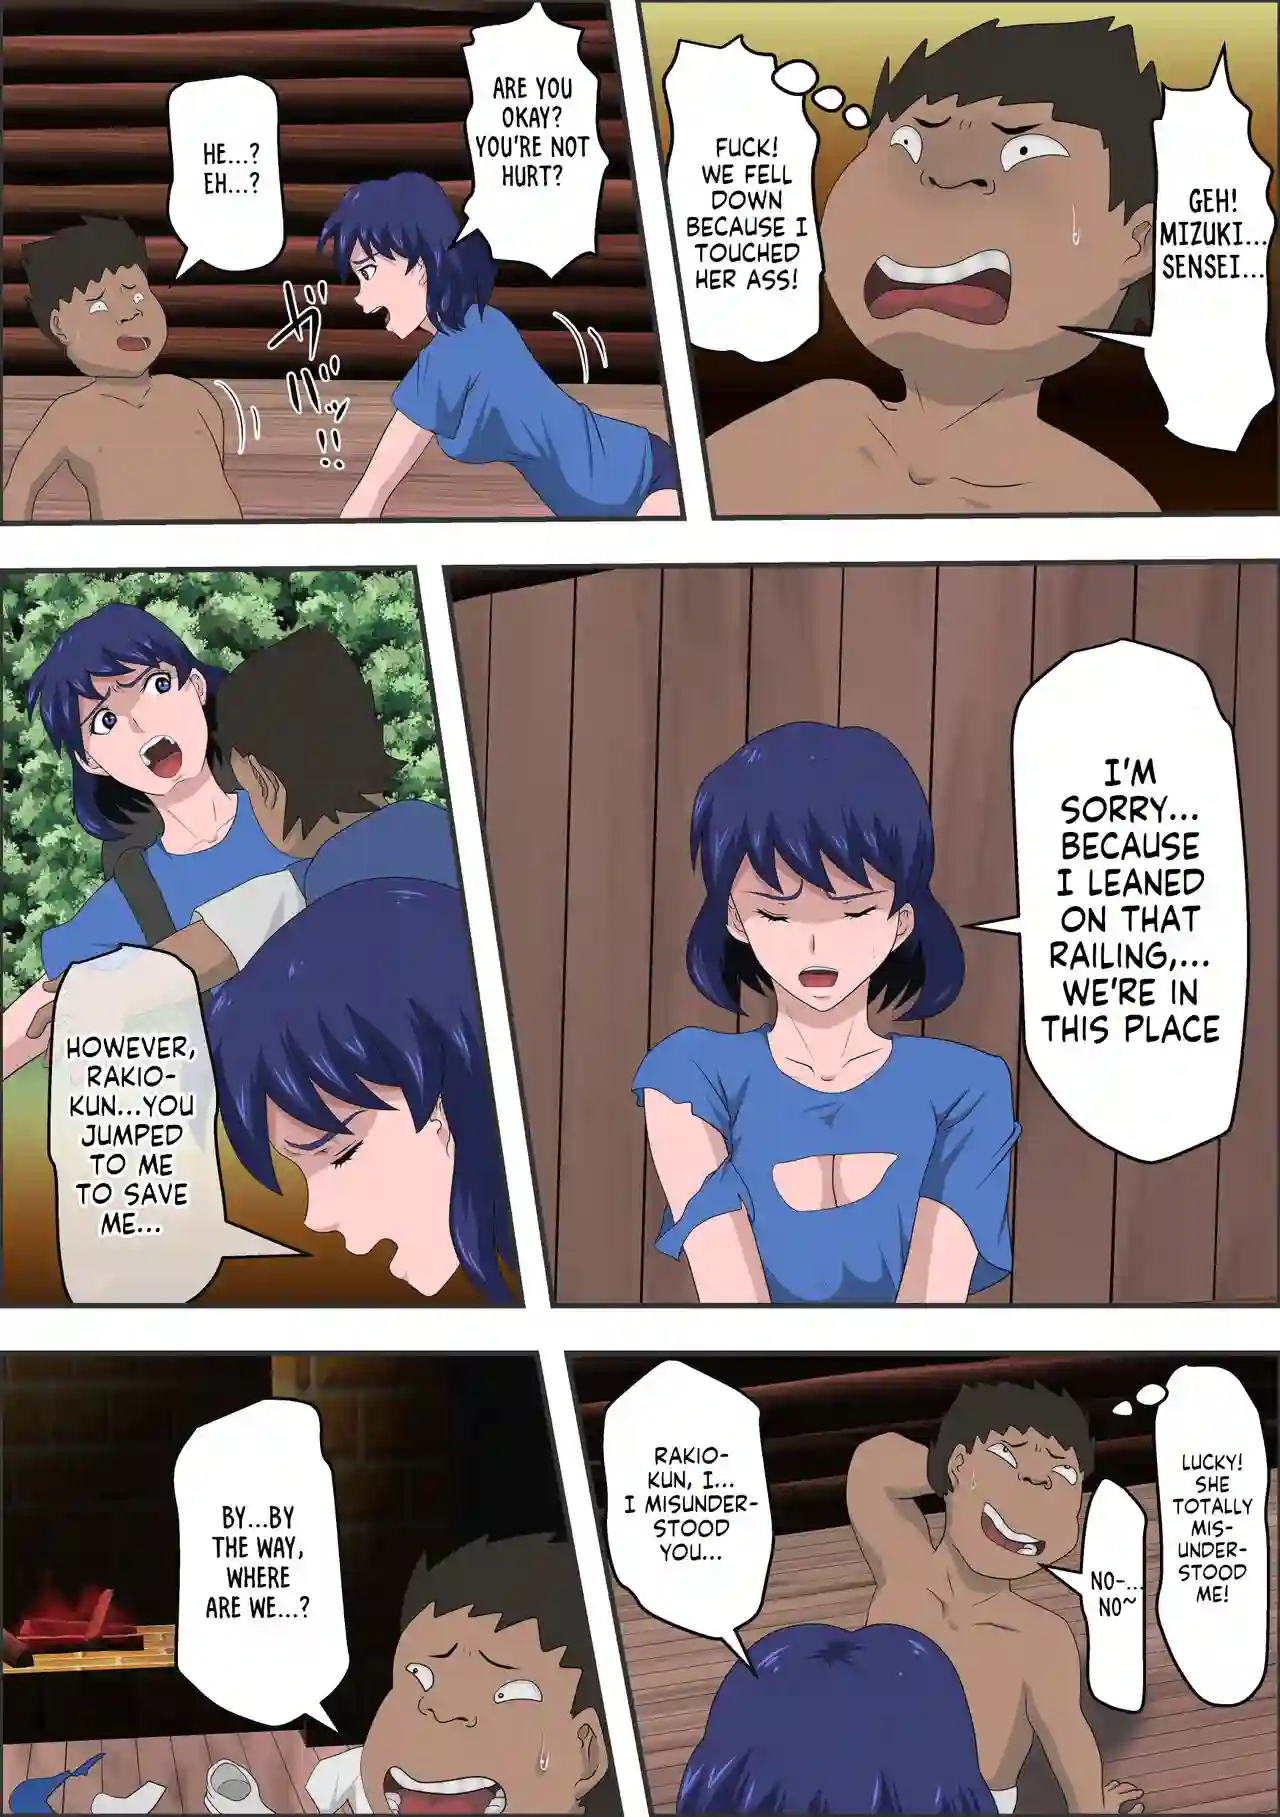 GEH!
MIZUKI...
SENSEI...
FUCK!
WE FELL
DOWN
BECAUSE I
TOUCHED
HER ASS!
ARE YOU
OKAY?
YOU'RE NOT
HURT?
HE...?
EH...?
ガ
バッ
!!
I'M
SORRY...
BECAUSE
I LEANED
ON THAT
RAILING,...
WE'RE IN
THIS PLACE
HOWEVER,
RAKIO-
KUN...YOU
JUMPED
TO ME
TO SAVE
ME...
LUCKY!
SHE
TOTALLY
MIS-
UNDER-
STOOD
ME!
NO-...
NO~
RAKIO-
KUN, I...
I MISUNDER-
STOOD
YOU...
BY...BY
THE WAY,
WHERE
ARE WE...?